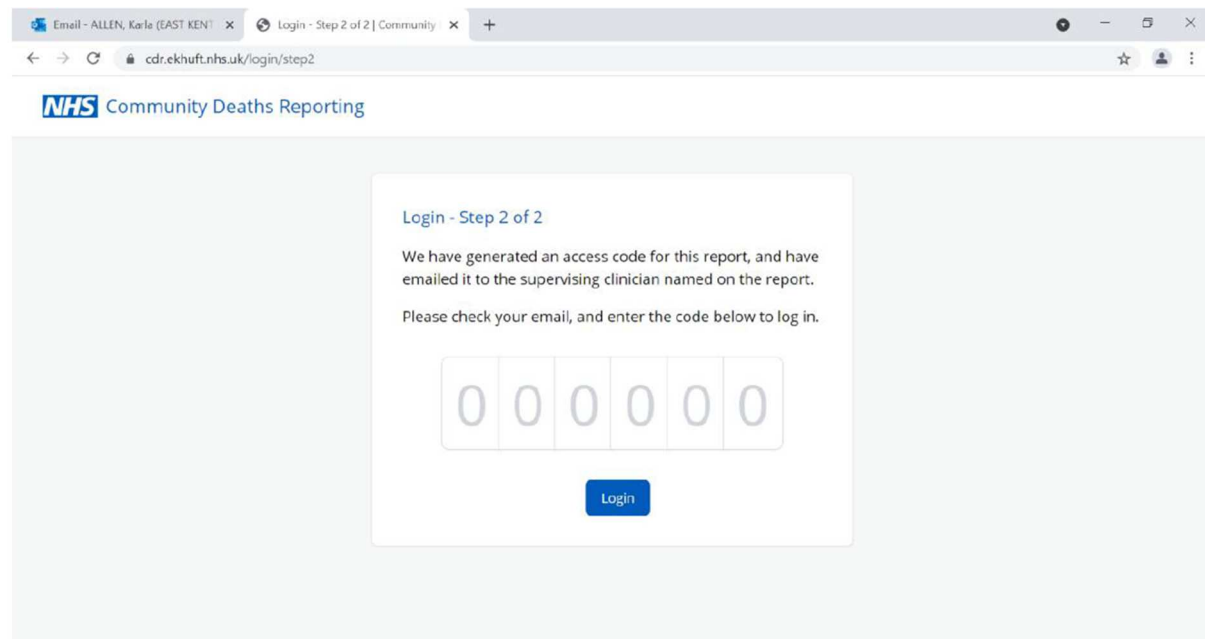 Email - ALLEN, Karla (EAST KENT
Login - Step 2 of 2 | Community
cdr.ekhuft.nhs.uk/login/step2
NHS Community Deaths Reporting
Login - Step 2 of 2
We have generated an access code for this report, and have
emailed it to the supervising clinician named on the report.
Please check your email, and enter the code below to log in.
0 0 0 0 0 0
Login